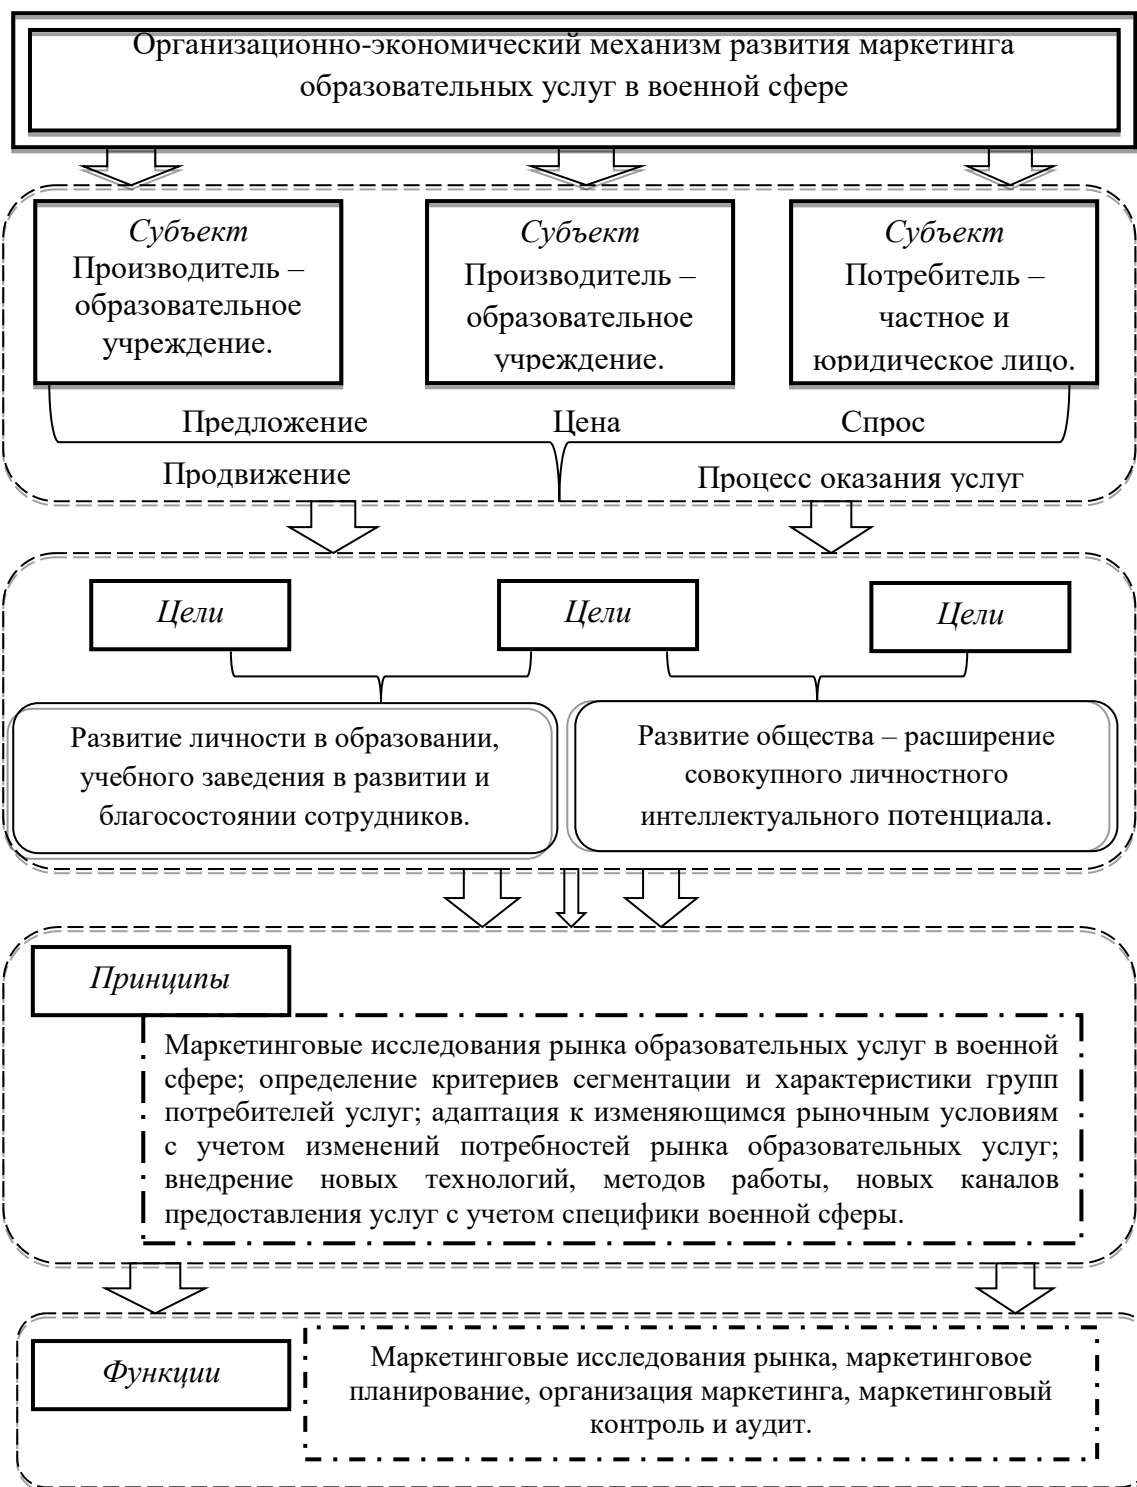 Организационно-экономический механизм развития маркетинга
образовательных услуг в военной сфере
Субъект
Производитель –
образовательное
учреждение.
Субъект
Производитель –
образовательное
учреждение.
Субъект
Потребитель –
частное и
юридическое лицо.
Предложение Цена Спрос
Продвижение Процесс оказания услуг
Цели Цели Цели
Развитие личности в образовании,
учебного заведения в развитии и
благосостоянии сотрудников.
Развитие общества – расширение
совокупного личностного
интеллектуального потенциала.
Принципы
Маркетинговые исследования рынка образовательных услуг в военной
сфере; определение критериев сегментации и характеристики групп
потребителей услуг; адаптация к изменяющимся рыночным условиям
с учетом изменений потребностей рынка образовательных услуг;
внедрение новых технологий, методов работы, новых каналов
предоставления услуг с учетом специфики военной сферы.
Функции
Маркетинговые исследования рынка, маркетинговое
планирование, организация маркетинга, маркетинговый
контроль и аудит.